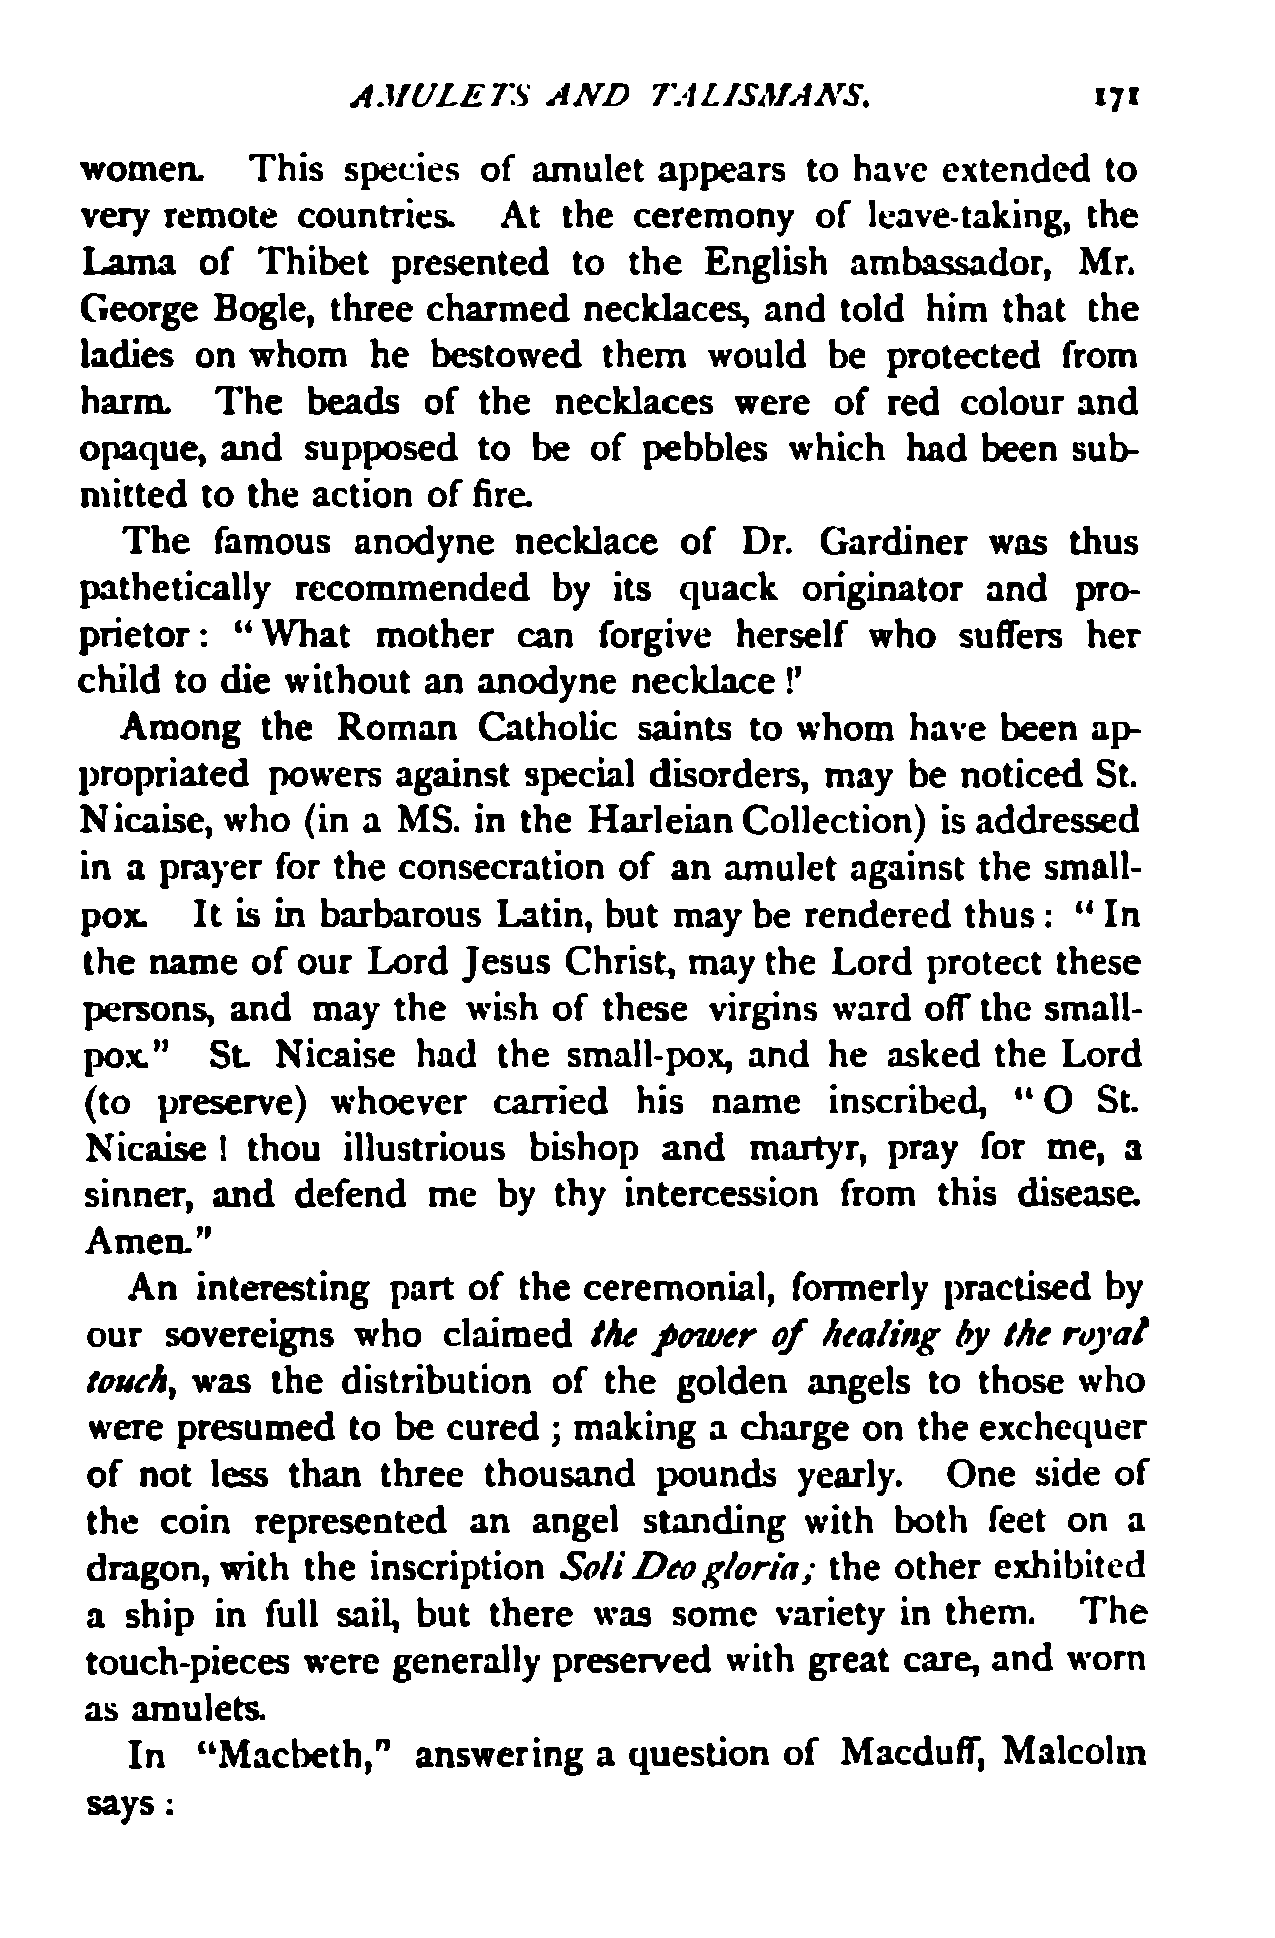 AMULETS AND TALISMANS. 171
women. This species of amulet appears to have extended to
very remote countries. At the ceremony of leave-taking, the
Lama of Thibet presented to the English ambassador, Mr.
George Bogle, three charmed necklaces, and told him that the
ladies on whom he bestowed them would be protected from
harm. The beads of the necklaces were of red colour and
opaque, and supposed to be of pebbles which had been sub-
mitted to the action of fire.
The famous anodyne necklace of Dr. Gardiner was thus
pathetically recommended by its quack originator and pro-
prietor: "What mother can forgive herself who suffers her
child to die without an anodyne necklace!'
Among the Roman Catholic saints to whom have been ap-
propriated powers against special disorders, may be noticed St.
Nicaise, who (in a MS. in the Harleian Collection) is addressed
in a prayer for the consecration of an amulet against the small-
pox. It is in barbarous Latin, but may be rendered thus: "In
the name of our Lord Jesus Christ, may the Lord protect these
persons, and may the wish of these virgins ward off the small-
pox." St. Nicaise had the small-pox, and he asked the Lord
(to preserve) whoever carried his name inscribed, "O St.
Nicaise! thou illustrious bishop and martyr, pray for me, a
sinner, and defend me by thy intercession from this disease.
Amen."
An interesting part of the ceremonial, formerly practised by
our sovereigns who claimed the power of healing by the royal
touch, was the distribution of the golden angels to those who
were presumed to be cured; making a charge on the exchequer
of not less than three thousand pounds yearly. One side of
the coin represented an angel standing with both feet on a
dragon, with the inscription Soli Deo gloria; the other exhibited
a ship in full sail, but there was some variety in them. The
touch-pieces were generally preserved with great care, and worn
as amulets.
In "Macbeth," answering a question of Macduff, Malcolm
says: